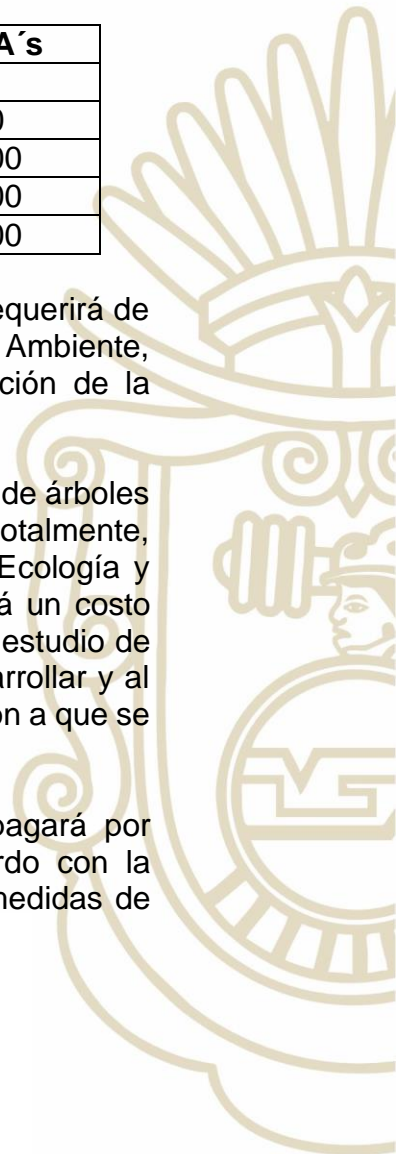 A´s
0
00
00
00
equerirá de
Ambiente,
ción de la
de árboles
otalmente,
Ecología y
á un costo
estudio de
arrollar y al
ón a que se
pagará por
rdo con la
medidas de